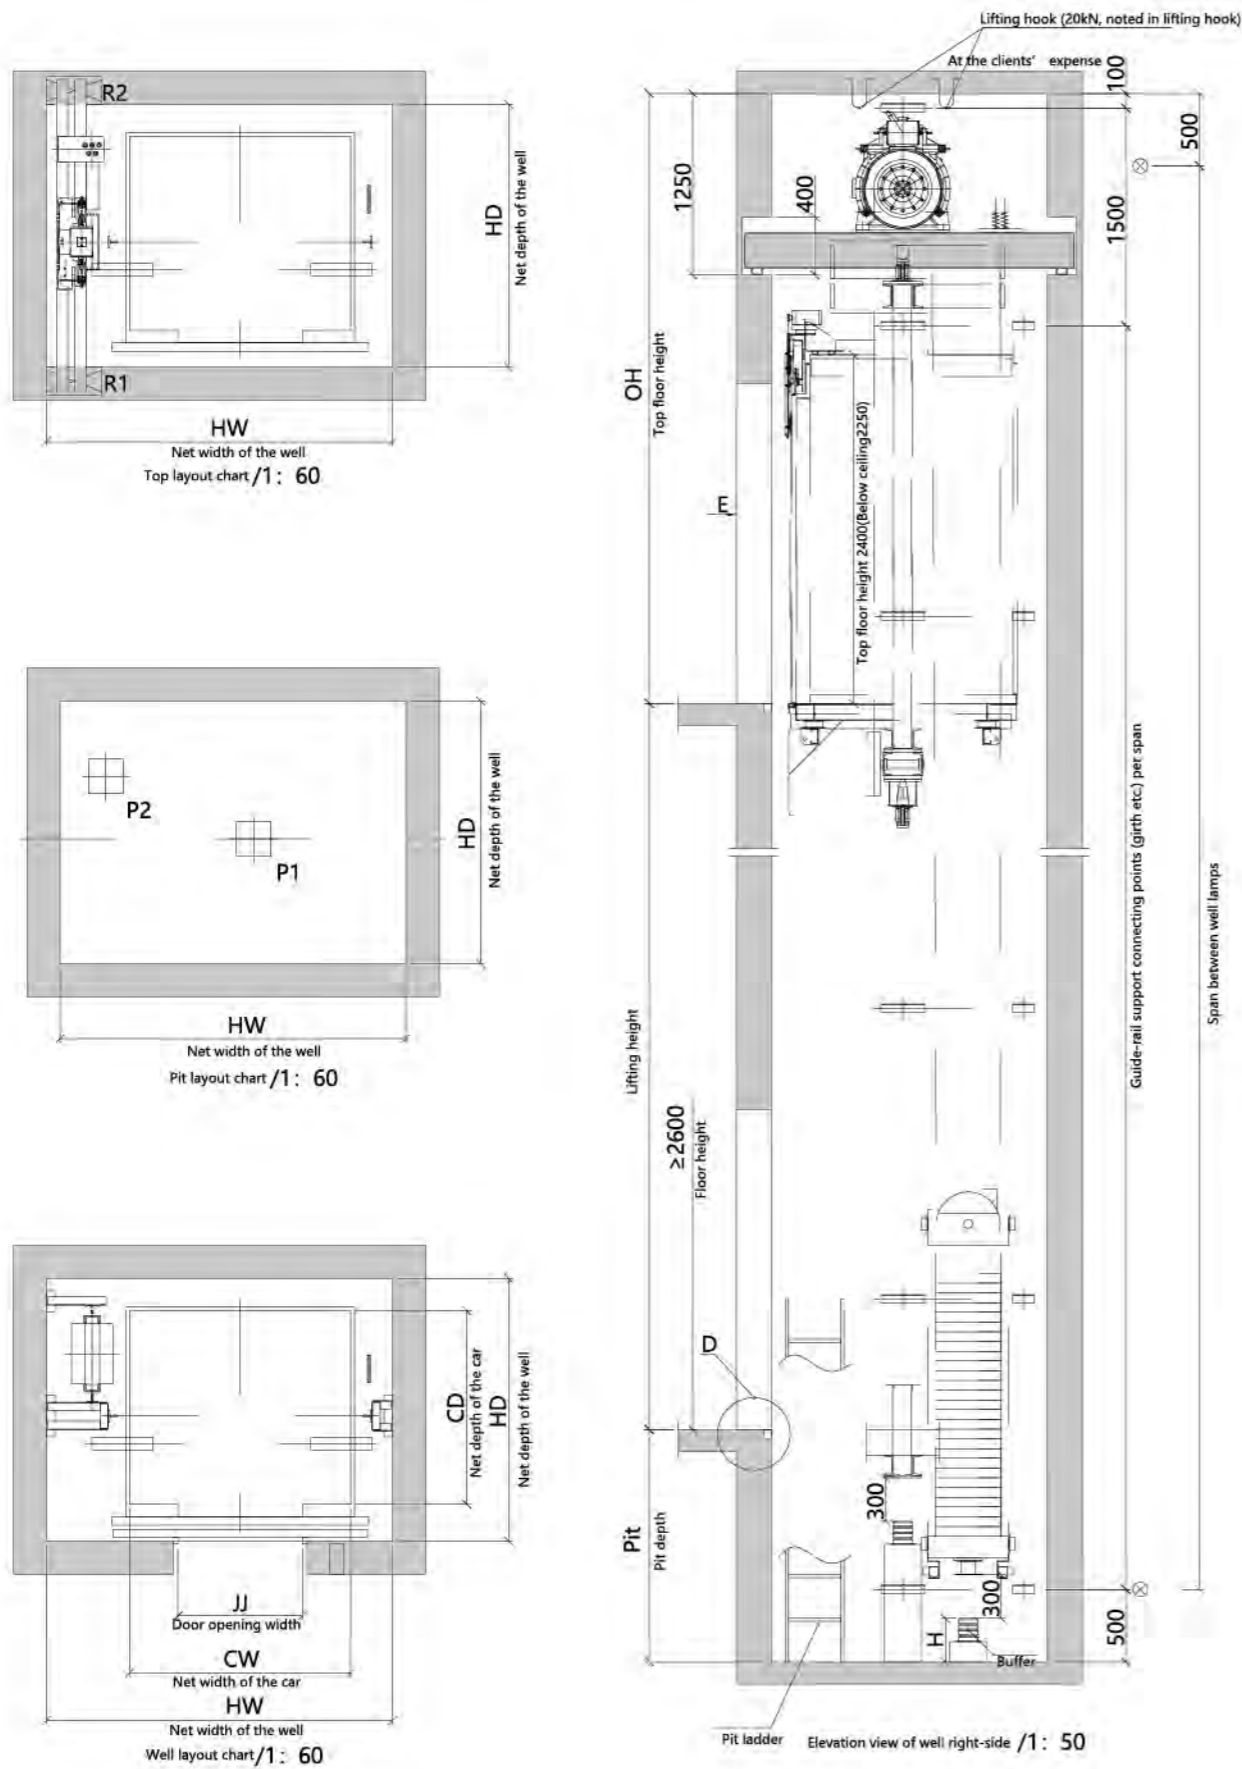 R2
HD
Net depth of the well
R1
HW
Net width of the well
Top layout chart /1： 60
P2
P1
HD
Net depth of the well
HW
Net width of the well
Pit layout chart /1： 60
CD
Net depth of the car
HD
Net depth of the well
JJ
Door opening width
CW
Net width of the car
HW
Net width of the well
Well layout chart /1： 60
Lifting hook (20kN, noted in lifting hook)
At the clients’ expense
100
500
1250
400
1500
OH
Top floor height
E
Top floor height 2400(Below ceiling2250)
Guide-rail support connecting points (girth etc.) per span
Span between well lamps
Lifting height
≥2600
Floor height
D
300
Pit
Pit depth
300
H
500
Buffer
Pit ladder
Elevation view of well right-side /1： 50